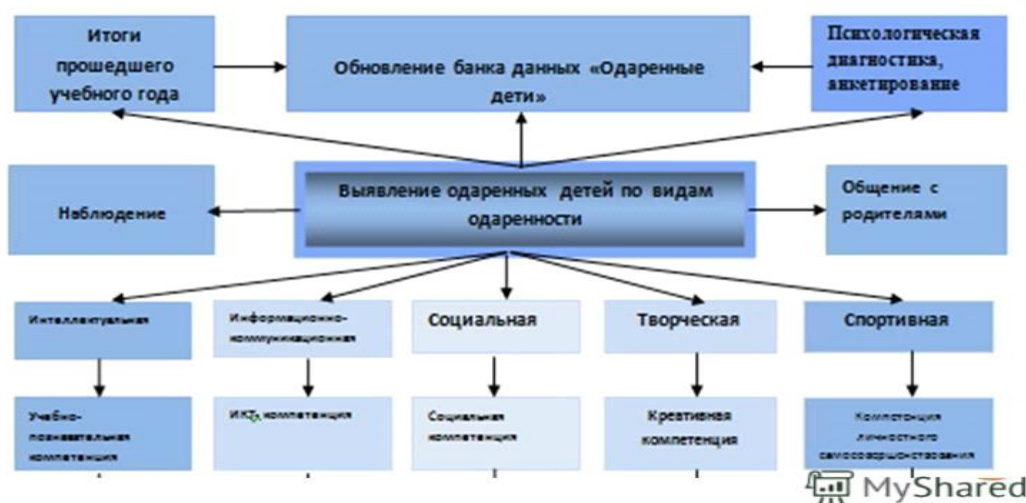 Итоги
прошедшего
учебного года
Обновление банка данных «Одаренные
дети»
Психологическая
диагностика,
анкетирование
Наблюдение
Выявление одаренных детей по видам
одаренности
Общение с
родителями
Интеллектуальная
Информационно-
коммуникационная
Социальная
Творческая
Спортивная
Учебно-
познавательная
компетенция
ИКТ, компетенция
Социальная
компетенция
Креативная
компетенция
Компетенция
личностного
самосовершенствования
MyShared